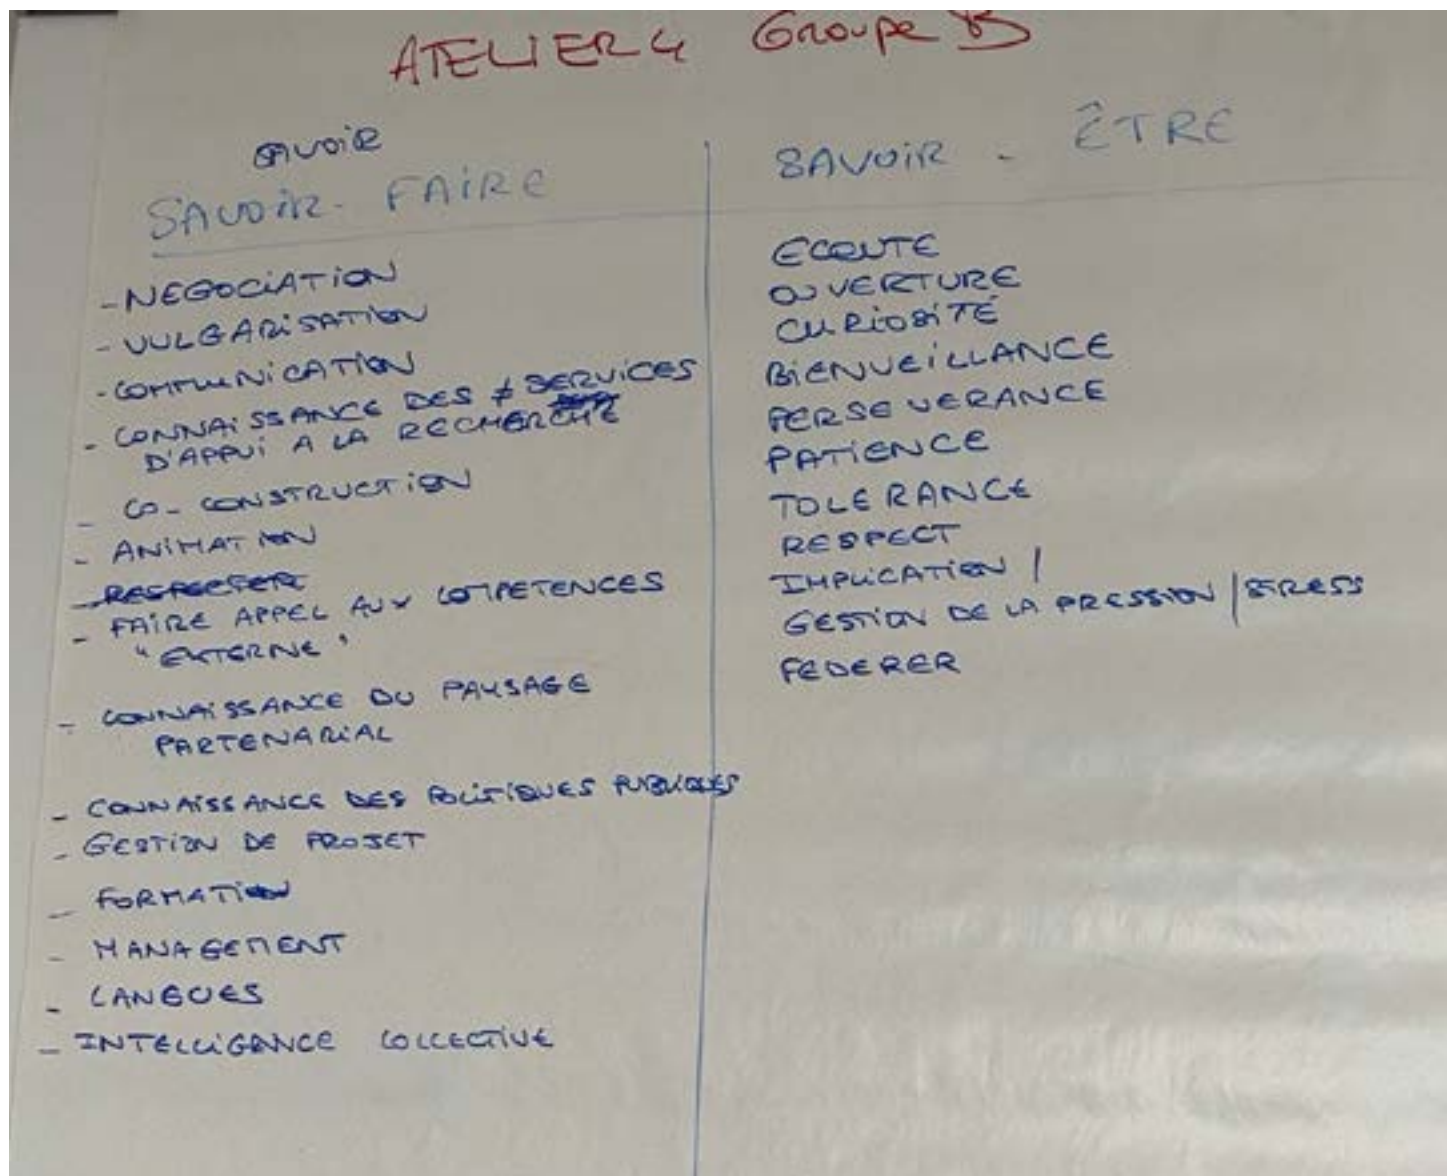 ATELIER 4 Groupe B
SAVOIR
SAVOIR-FAIRE
- NEGOCIATION
- VULGARISATION
- COMMUNICATION
- CONNAISSANCE DES ≠ SERVICES
D'APPUI A LA RECHERCHE
- CO-CONSTRUCTION
- ANIMATION
- RESPECTER
- FAIRE APPEL AUX COMPETENCES
"EXTERNE"
- CONNAISSANCE DU PAYSAGE
PARTENARIAL
- CONNAISSANCE DES POLITIQUES PUBLIQUES
- GESTION DE PROJET
- FORMATION
- MANAGEMENT
- LANGUES
- INTELLIGENCE COLLECTIVE
SAVOIR-ÊTRE
ECOUTE
OUVERTURE
CURIOSITÉ
BIENVEILLANCE
PERSEVERANCE
PATIENCE
TOLERANCE
RESPECT
IMPLICATION /
GESTION DE LA PRESSION / STRESS
FEDERER